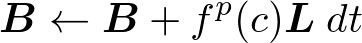 B ← B + f^p(c)L dt